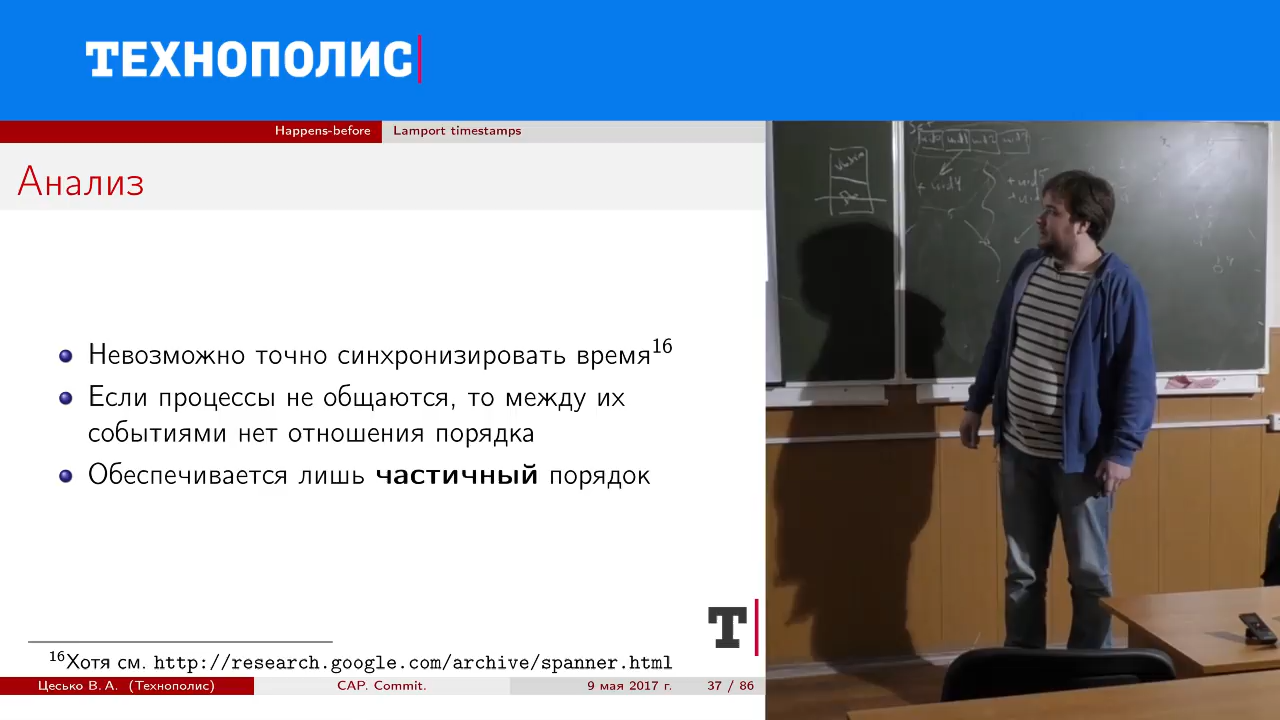 ТЕХНОПОЛИС
Happens-before Lamport timestamps
Анализ
Невозможно точно синхронизировать время16
Если процессы не общаются, то между их
событиями нет отношения порядка
Обеспечивается лишь частичный порядок
T
16Хотя см. http://research.google.com/archive/spanner.html
Цесько В. А. (Технополис) CAP. Commit. 9 мая 2017 г. 37 / 86